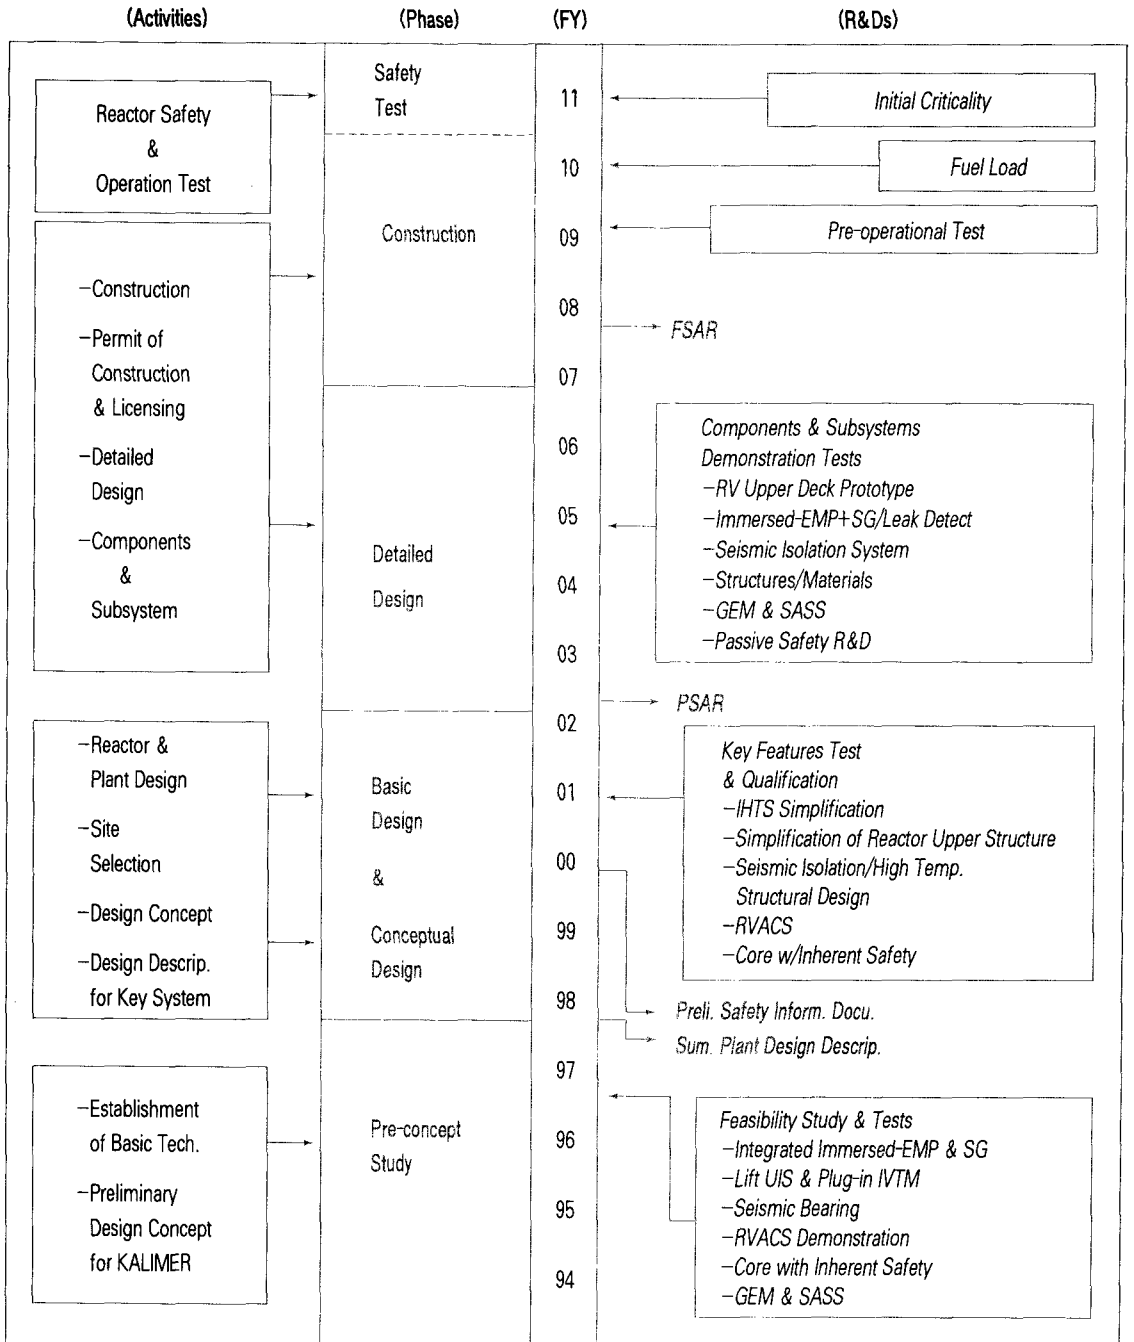 (Activities)
(Phase)
(FY)
(R&Ds)
Reactor Safety
&
Operation Test
−Construction
−Permit of
Construction
& Licensing
−Detailed
Design
−Components
&
Subsystem
−Reactor &
Plant Design
−Site
Selection
−Design Concept
−Design Descrip.
for Key System
−Establishment
of Basic Tech.
−Preliminary
Design Concept
for KALIMER
Safety
Test
Construction
Detailed
Design
Basic
Design
&
Conceptual
Design
Pre-concept
Study
11
10
09
08
07
06
05
04
03
02
01
00
99
98
97
96
95
94
Initial Criticality
Fuel Load
Pre-operational Test
FSAR
Components & Subsystems
Demonstration Tests
−RV Upper Deck Prototype
−Immersed-EMP+SG/Leak Detect
−Seismic Isolation System
−Structures/Materials
−GEM & SASS
−Passive Safety R&D
PSAR
Key Features Test
& Qualification
−IHTS Simplification
−Simplification of Reactor Upper Structure
−Seismic Isolation/High Temp.
Structural Design
−RVACS
−Core w/Inherent Safety
Preli. Safety Inform. Docu.
Sum. Plant Design Descrip.
Feasibility Study & Tests
−Integrated Immersed-EMP & SG
−Lift UIS & Plug-in IVTM
−Seismic Bearing
−RVACS Demonstration
−Core with Inherent Safety
−GEM & SASS